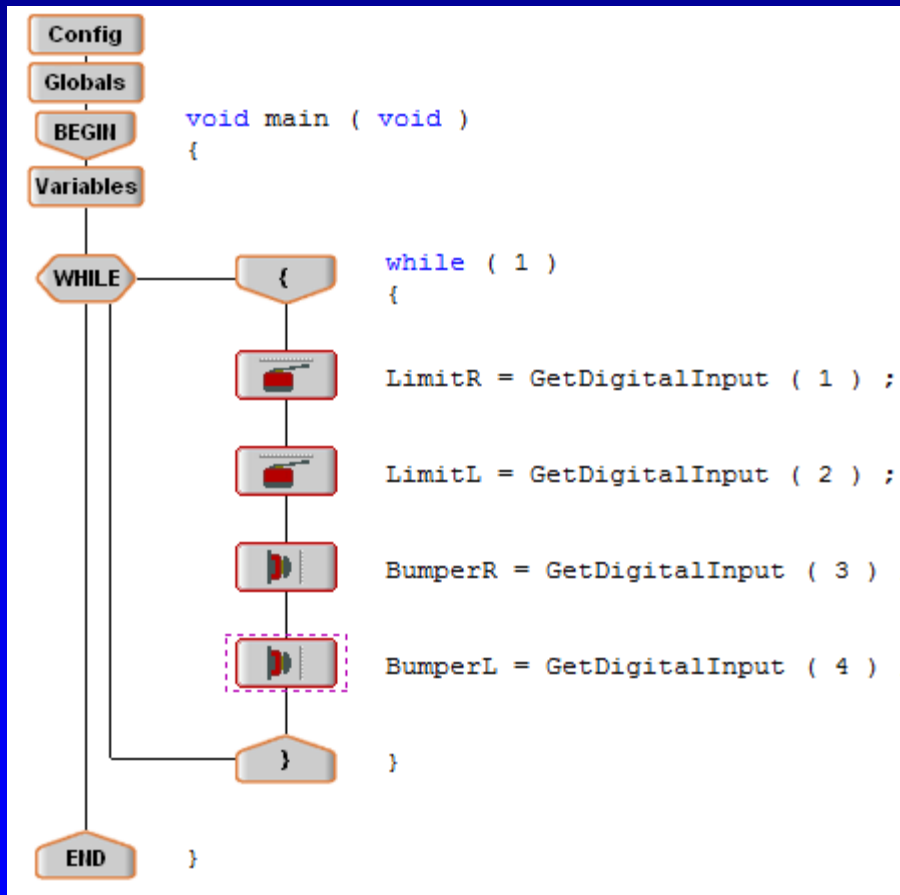 Config
Globals
BEGIN
void main ( void )
{
Variables
WHILE
{
while ( 1 )
{
LimitR = GetDigitalInput ( 1 ) ;
LimitL = GetDigitalInput ( 2 ) ;
BumperR = GetDigitalInput ( 3 )
BumperL = GetDigitalInput ( 4 )
}
}
END
}